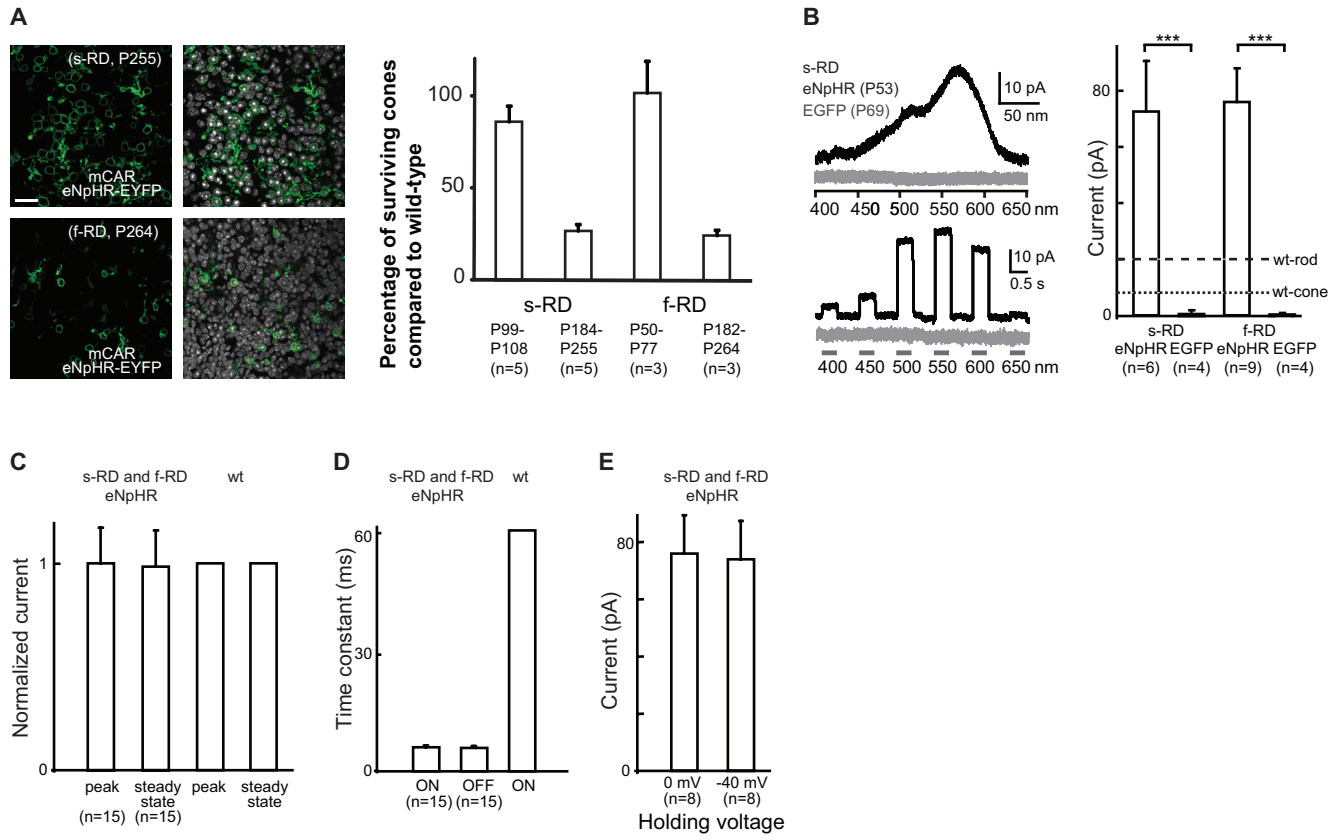 A
(s-RD, P255)
mCAR
eNpHR-EYFP
(f-RD, P264)
mCAR
eNpHR-EYFP
Percentage of surviving cones
compared to wild-type
100
50
0
s-RD
f-RD
P99-
P108
(n=5)
P184-
P255
(n=5)
P50-
P77
(n=3)
P182-
P264
(n=3)
B
s-RD
eNpHR (P53)
EGFP (P69)
10 pA
50 nm
400 450 500 550 600 650 nm
10 pA
0.5 s
400 450 500 550 600 650 nm
Current (pA)
80
0
*** ***
wt-rod
wt-cone
s-RD f-RD
eNpHR EGFP eNpHR EGFP
(n=6) (n=4) (n=9) (n=4)
C
s-RD and f-RD
eNpHR
wt
Normalized current
1
0
peak
(n=15)
steady
state
(n=15)
peak
steady
state
D
s-RD and f-RD
eNpHR
wt
Time constant (ms)
60
30
0
ON
(n=15)
OFF
(n=15)
ON
E
s-RD and f-RD
eNpHR
Current (pA)
80
0
0 mV
(n=8)
-40 mV
(n=8)
Holding voltage